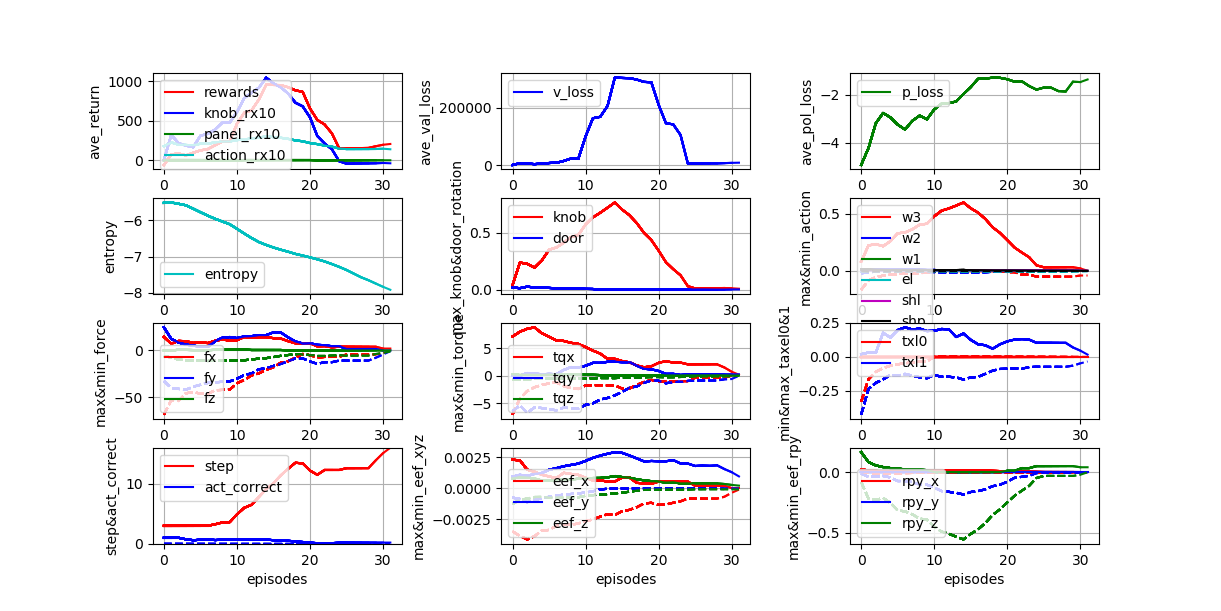 ave_return
1000
500
0
rewards
knob_rx10
panel_rx10
action_rx10
0 10 20 30
ave_val_loss
200000
0
v_loss
0 10 20 30
ave_pol_loss
−2
−4
p_loss
0 10 20 30
entropy
−6
−7
−8
entropy
0 10 20 30
max_knob&door_rotation
0.5
0.0
knob
door
0 10 20 30
max&min_action
0.5
0.0
w3
w2
w1
el
shl
shp
max&min_force
0
−50
fx
fy
fz
0 10 20 30
max&min_torque
5
0
−5
tqx
tqy
tqz
0 10 20 30
min&max_taxel0&1
0.25
0.00
−0.25
txl0
txl1
0 10 20 30
step&act_correct
10
0
step
act_correct
0 10 20 30
episodes
max&min_eef_xyz
0.0025
0.0000
−0.0025
eef_x
eef_y
eef_z
0 10 20 30
episodes
max&min_eef_rpy
0.0
−0.5
rpy_x
rpy_y
rpy_z
0 10 20 30
episodes